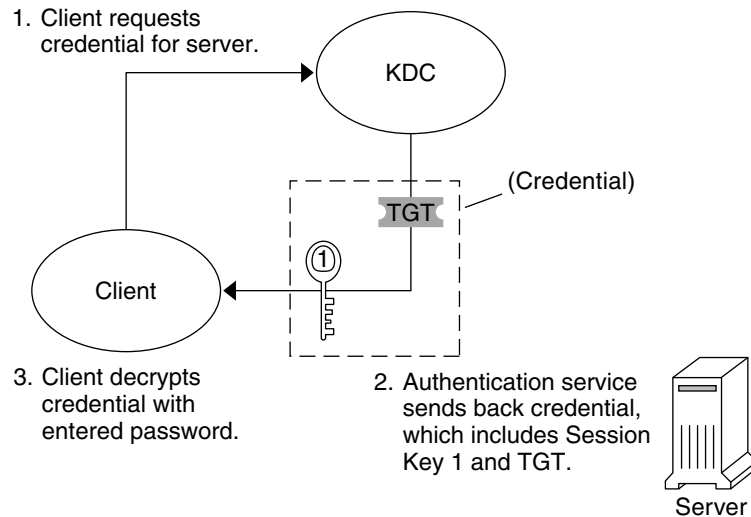 1. Client requests
credential for server.
KDC
(Credential)
TGT
1
Client
3. Client decrypts
credential with
entered password.
2. Authentication service
sends back credential,
which includes Session
Key 1 and TGT.
Server